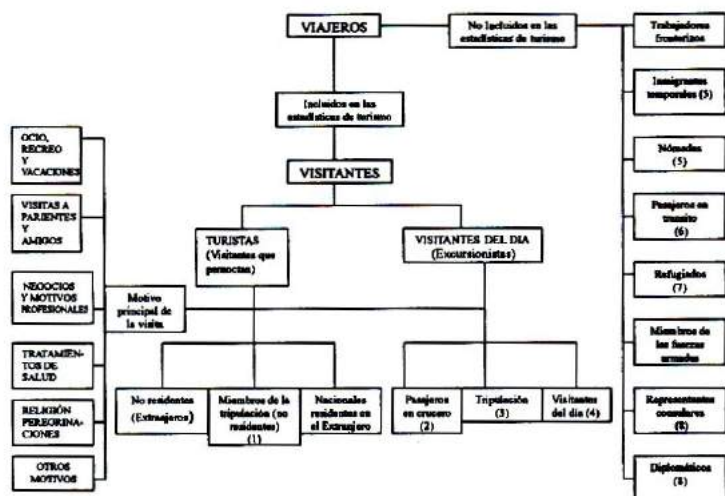 VIAJEROS
No Incluidos en las
estadísticas de turismo
Trabajadores
fronterizos
Inmigrantes
temporales (5)
Nómadas
(5)
Pasajeros en
transito
(6)
Refugiados
(7)
Miembros
de las fuerzas
armadas
Representantes
consulares
(8)
Diplomáticos
(8)
Incluidos en las
estadísticas de turismo
VISITANTES
TURISTAS
(Visitantes que
pernoctan)
VISITANTES DEL DIA
(Excursionistas)
OCIO,
RECREO
Y
VACACIONES
VISITAS A
PARIENTES
Y
AMIGOS
NEGOCIOS
Y MOTIVOS
PROFESIONALES
TRATAMIEN-
TOS DE
SALUD
RELIGIÓN
PEREGRINA-
CIONES
OTROS
MOTIVOS
Motivo
principal de
la visita
No residentes
(Extranjeros)
Miembros de la
tripulación (no
residentes)
(1)
Nacionales
residentes en
el Extranjero
Pasajeros
en crucero
(2)
Tripulación
(3)
Visitantes
del día (4)